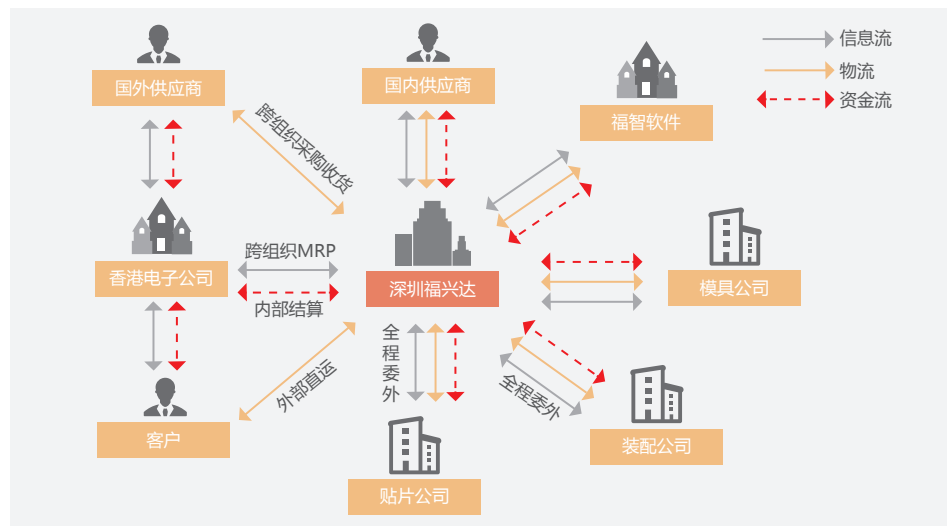 国外供应商
国内供应商
福智软件
信息流
物流
资金流
跨组织采购收货
香港电子公司
跨组织MRP
内部结算
深圳福兴达
模具公司
全程委外
外部直运
全程委外
客户
装配公司
贴片公司